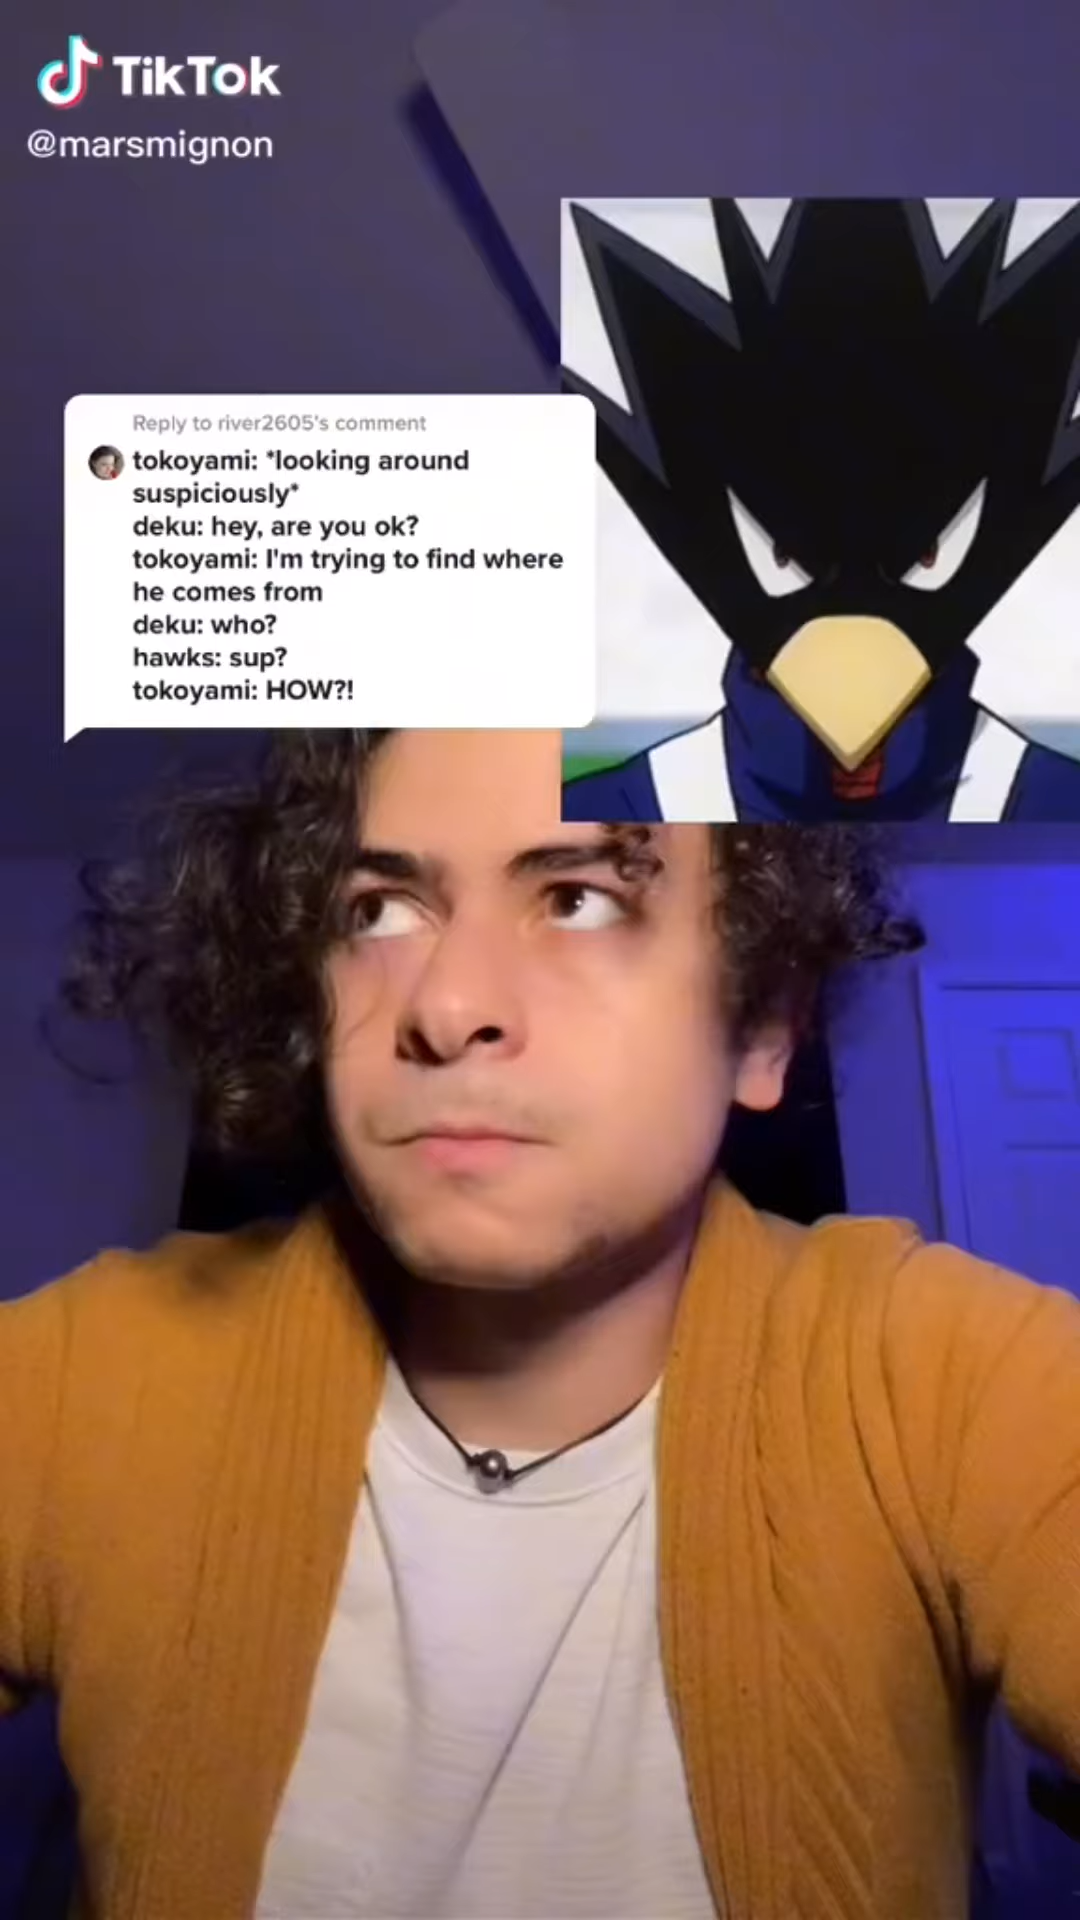 TikTok
@marsmignon
Reply to river2605's comment
tokoyami: *looking around
suspiciously*
deku: hey, are you ok?
tokoyami: I'm trying to find where
he comes from
deku: who?
hawks: sup?
tokoyami: HOW?!